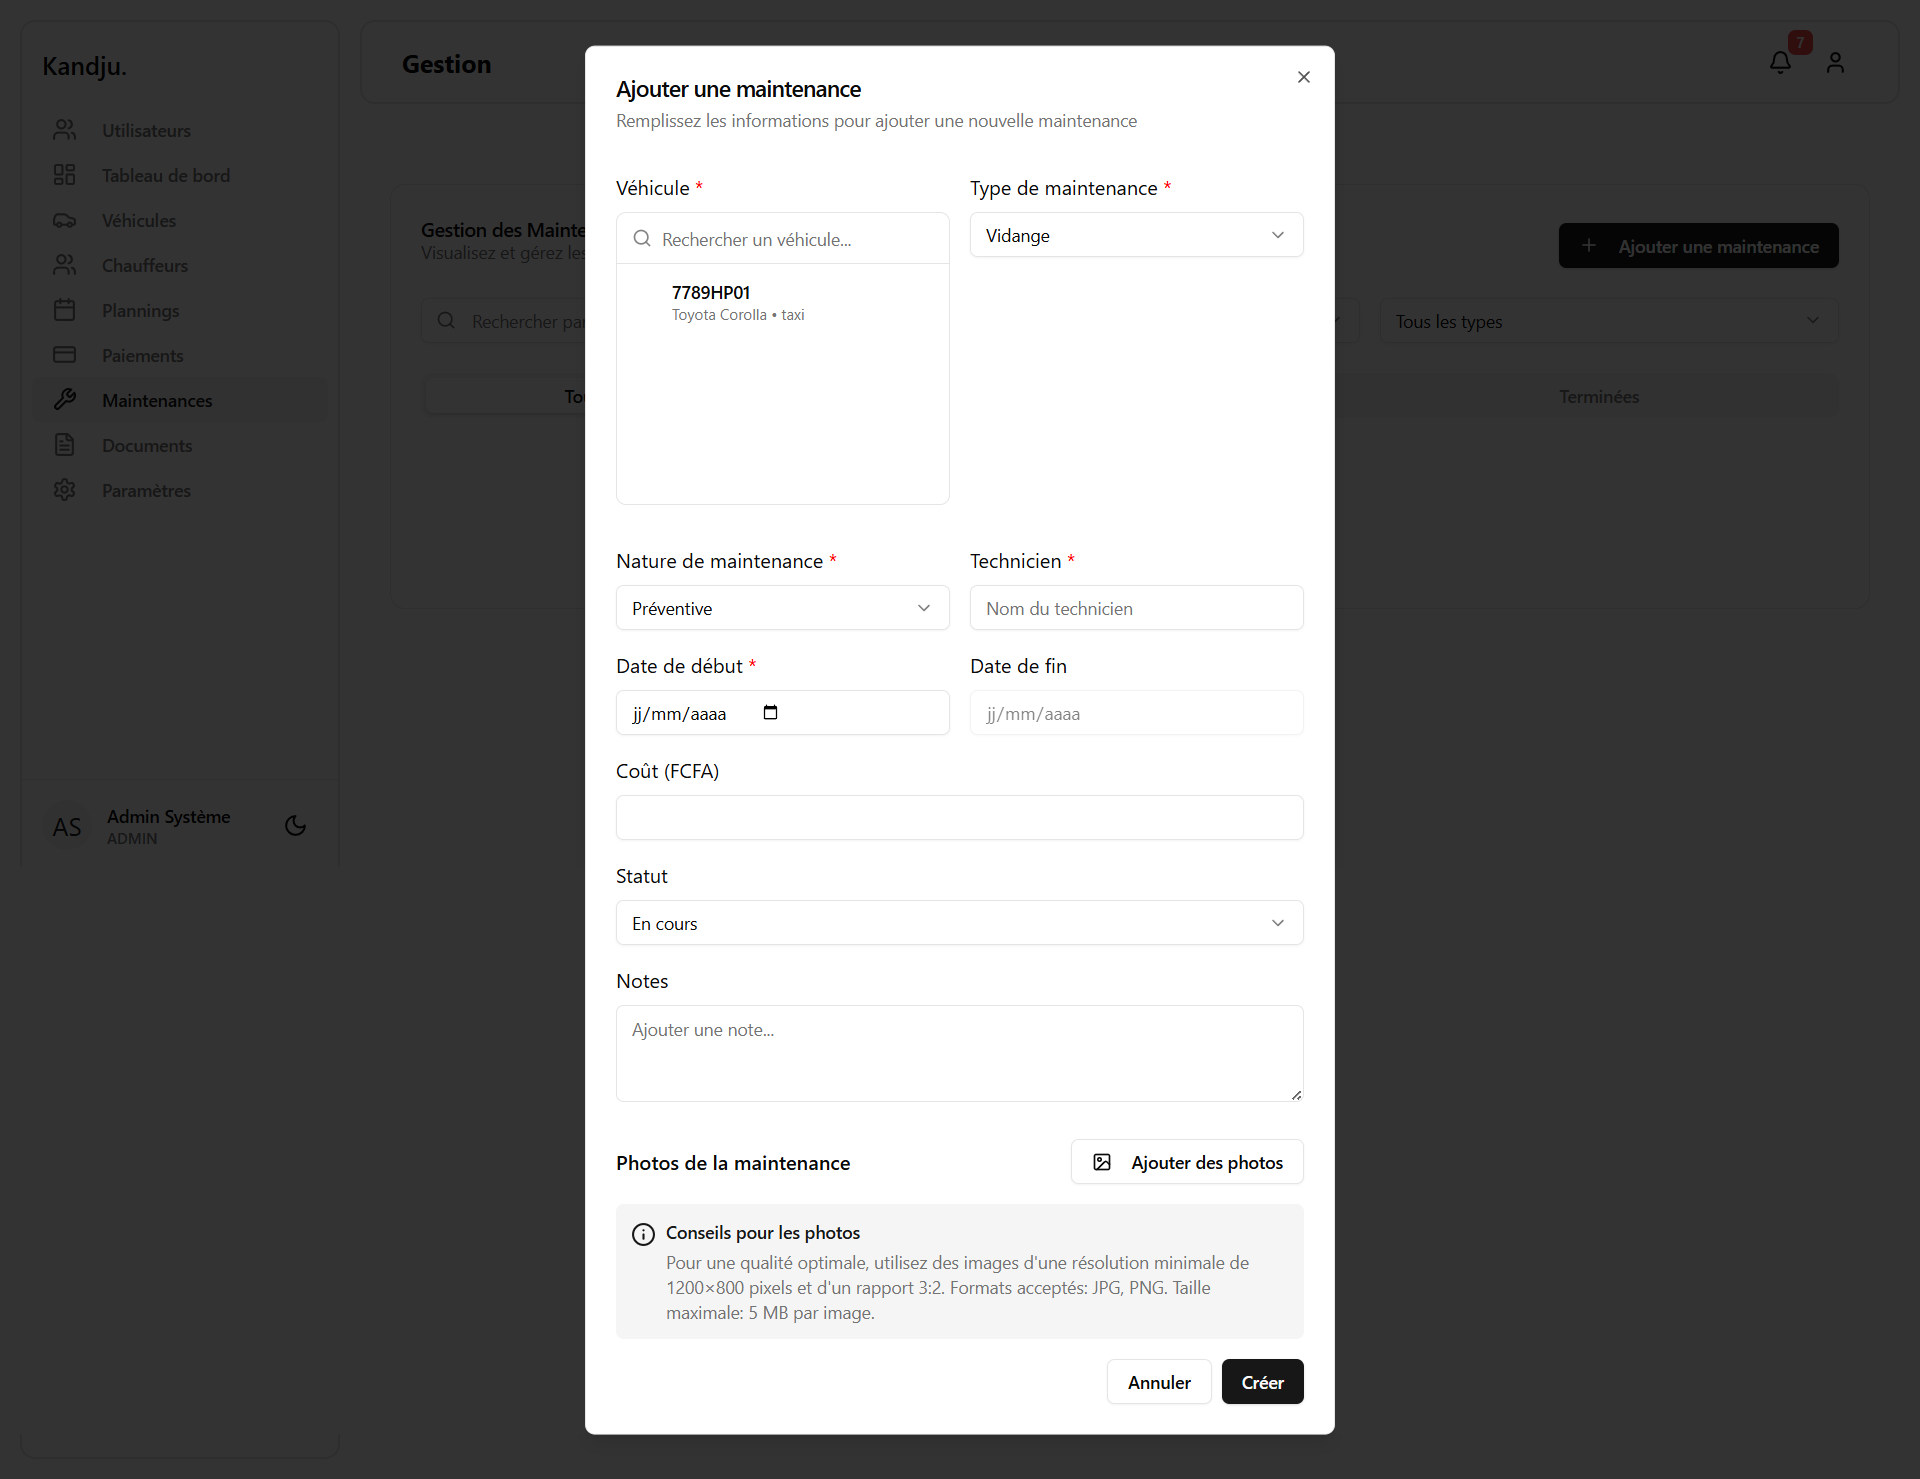 Kandju.
Utilisateurs
Tableau de bord
Véhicules
Chauffeurs
Plannings
Paiements
Maintenances
Documents
Paramètres
AS
Admin Système
ADMIN
Gestion
7
Gestion des Mainte
Visualisez et gérez les
Ajouter une maintenance
Rechercher par
Tous les types
Tou
Terminées
Ajouter une maintenance
Remplissez les informations pour ajouter une nouvelle maintenance
Véhicule *
Rechercher un véhicule...
7789HP01
Toyota Corolla • taxi
Type de maintenance *
Vidange
Nature de maintenance *
Préventive
Technicien *
Nom du technicien
Date de début *
jj/mm/aaaa
Date de fin
jj/mm/aaaa
Coût (FCFA)
Statut
En cours
Notes
Ajouter une note...
Photos de la maintenance
Ajouter des photos
Conseils pour les photos
Pour une qualité optimale, utilisez des images d'une résolution minimale de
1200×800 pixels et d'un rapport 3:2. Formats acceptés: JPG, PNG. Taille
maximale: 5 MB par image.
Annuler
Créer